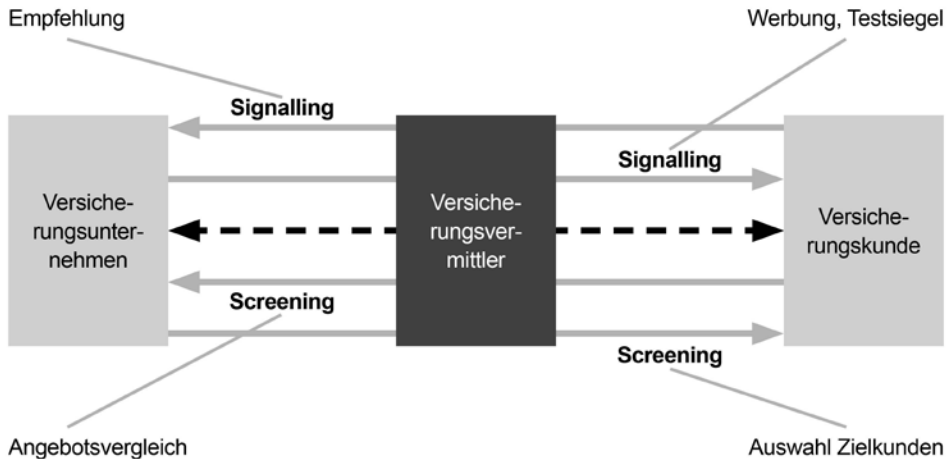 Empfehlung
Werbung, Testsiegel
Signalling
Signalling
Versiche-
rungsunter-
nehmen
Versiche-
rungsver-
mittler
Versiche-
rungskunde
Screening
Screening
Angebotsvergleich
Auswahl Zielkunden